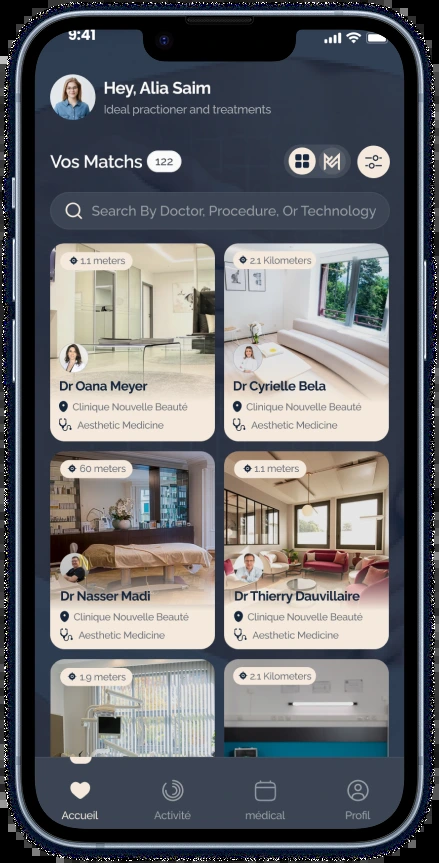 9:41
Hey, Alia Saim
Ideal practioner and treatments
Vos Matchs 122
Search By Doctor, Procedure, Or Technology
1.1 meters
2.1 Kilometers
Dr Oana Meyer
Dr Cyrielle Bela
Clinique Nouvelle Beauté
Clinique Nouvelle Beauté
Aesthetic Medicine
Aesthetic Medicine
60 meters
1.1 meters
Dr Nasser Madi
Dr Thierry Dauvillaire
Clinique Nouvelle Beauté
Clinique Nouvelle Beauté
Aesthetic Medicine
Aesthetic Medicine
1.9 meters
2.1 Kilometers
Accueil
Activité
médical
Profil